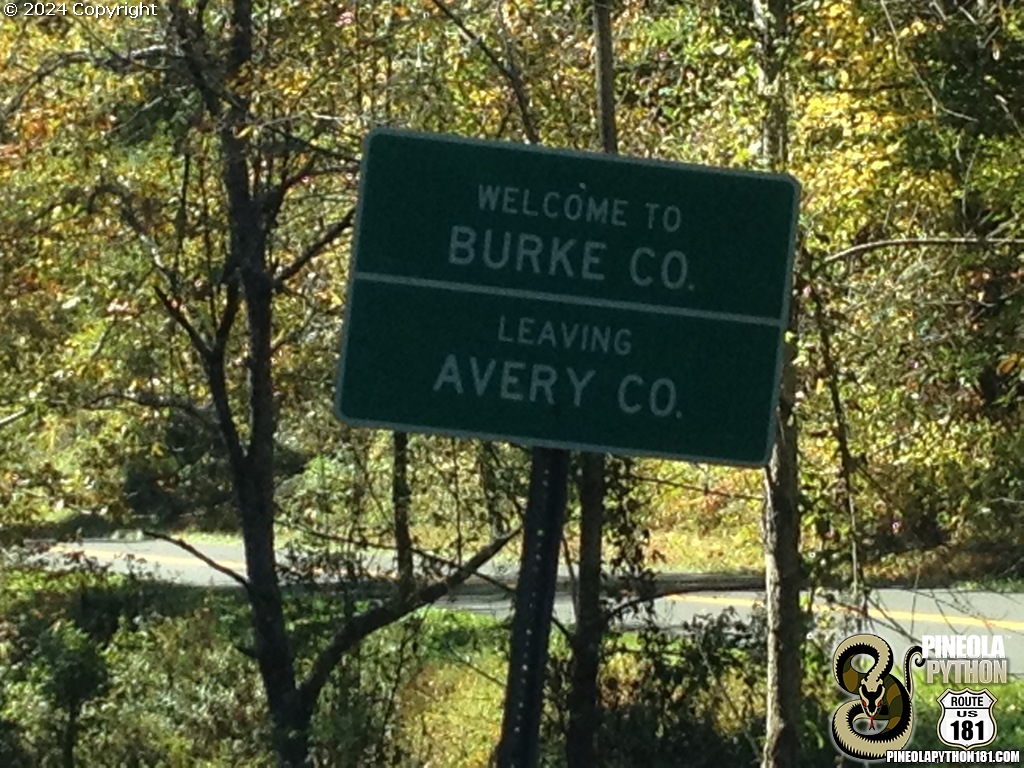 © 2024 Copyright
WELCOME TO
BURKE CO.
LEAVING
AVERY CO.
PINEOLA
PYTHON
ROUTE
US
181
PINEOLAPYTHON181.COM